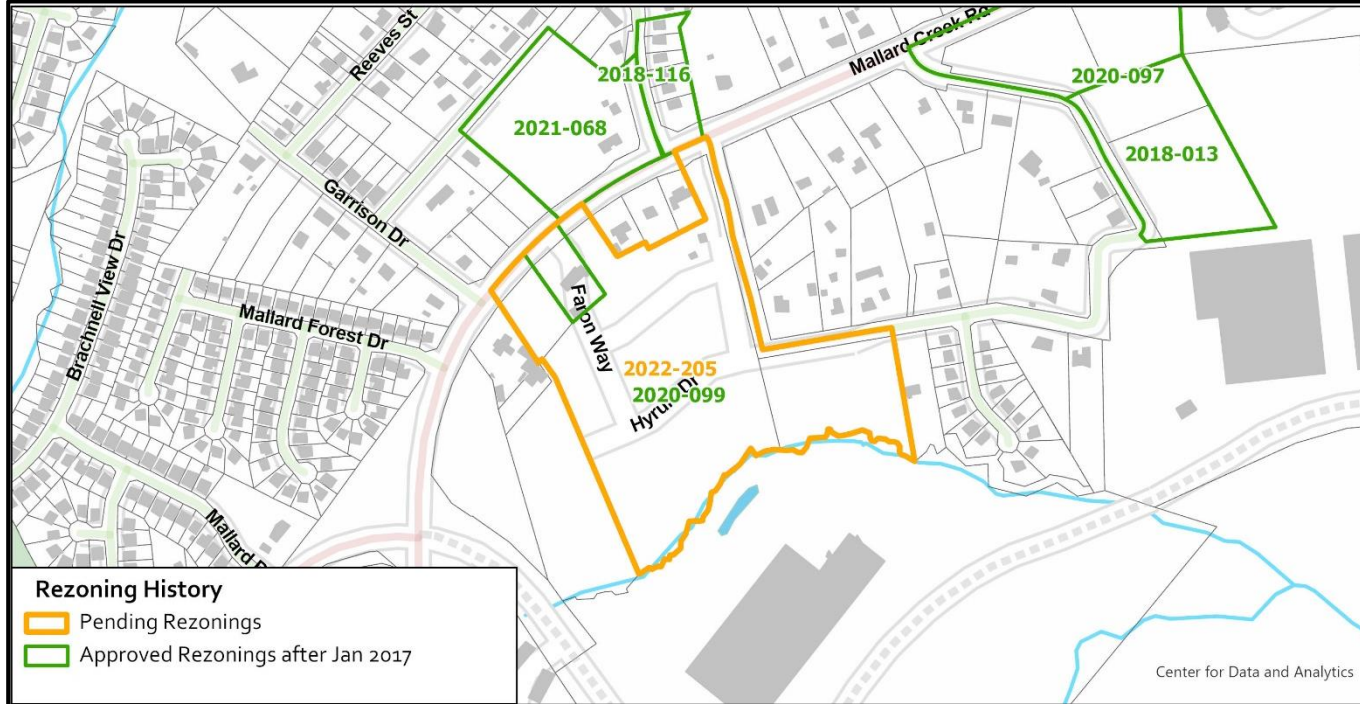 Reeves St
Mallard Creek Rd
2018-116
2020-097
2021-068
2018-013
Garrison Dr
Brachnell View Dr
Faron Way
Mallard Forest Dr
2022-205
2020-099
Dr
Mallard
Rezoning History
Pending Rezonings
Approved Rezonings after Jan 2017
Center for Data and Analytics